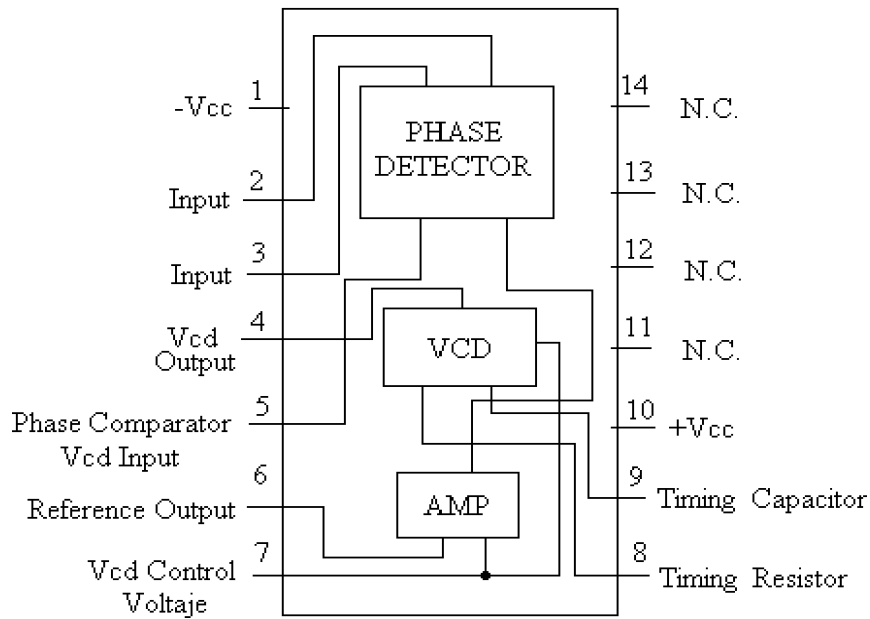 1
-Vcc
2
Input
3
Input
4
Vcd
Output
5
Phase Comparator
Vcd Input
6
Reference Output
7
Vcd Control
Voltaje
PHASE
DETECTOR
VCD
AMP
14
N.C.
13
N.C.
12
N.C.
11
N.C.
10
+Vcc
9
Timing Capacitor
8
Timing Resistor